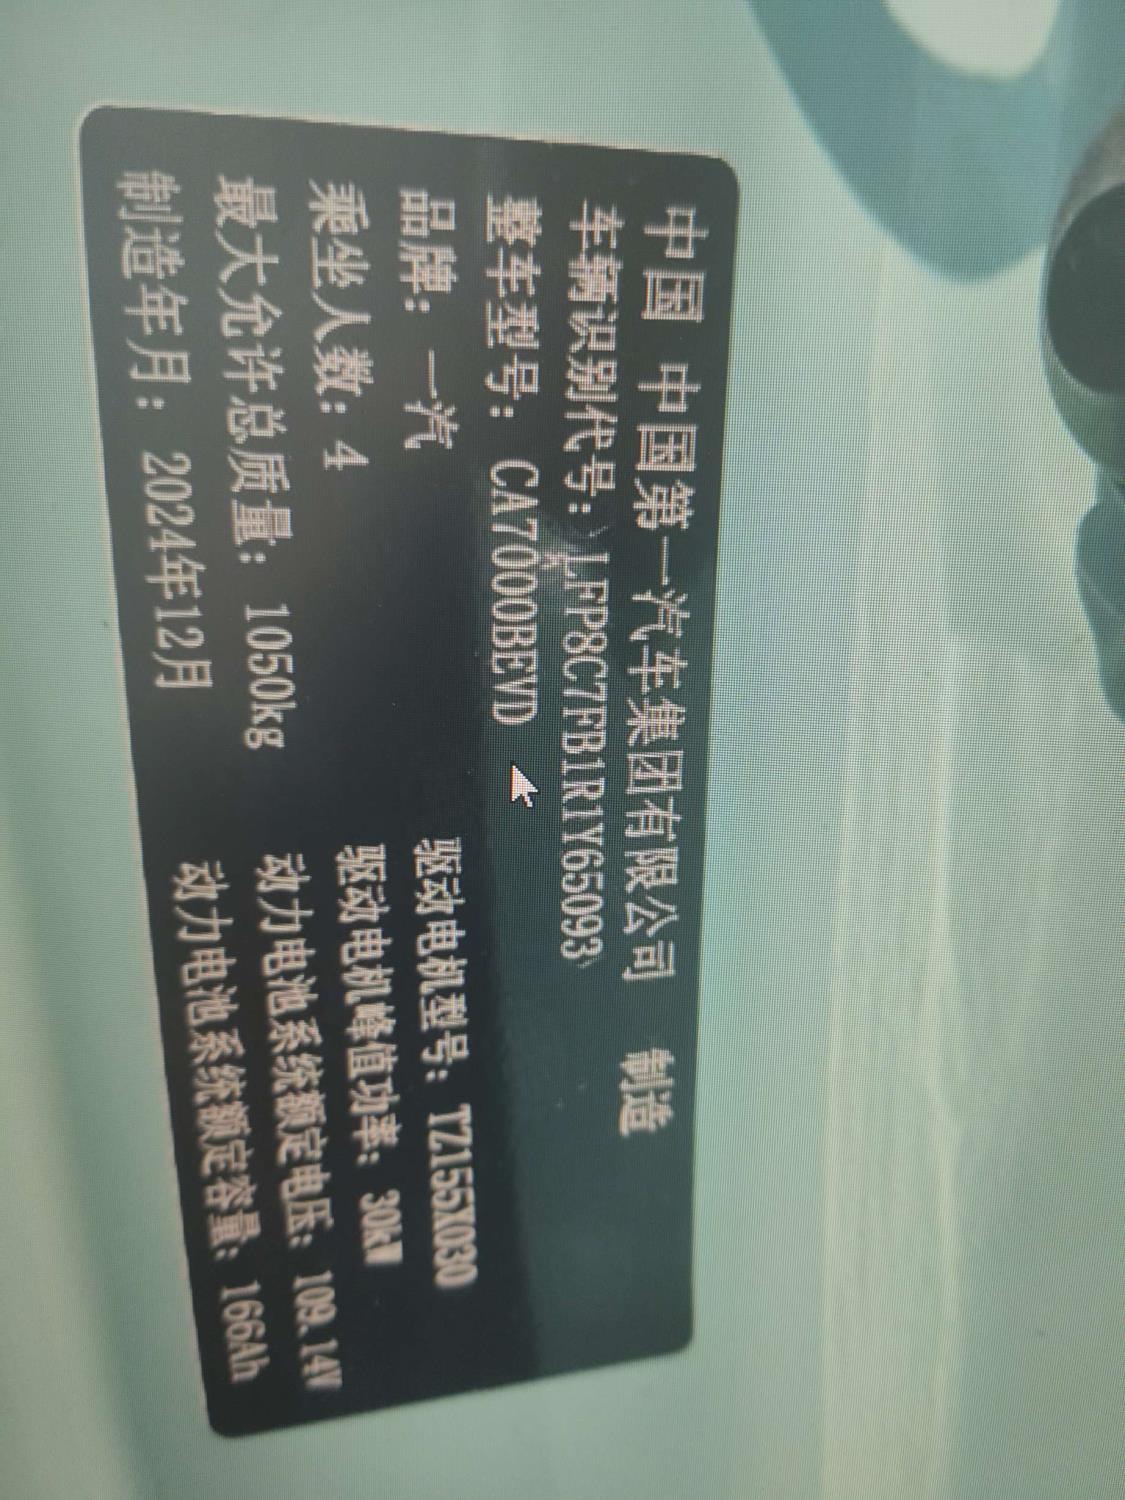 中国 中国第一汽车集团有限公司 制造
车辆识别代号: LFP8C7FB1R1Y65093
整车型号: CA7000BEVD
品牌: 一汽
驱动电机型号: TZ155X030
乘坐人数: 4
驱动电机峰值功率: 30kW
最大允许总质量: 1050kg
动力电池系统额定电压: 109.14V
制造年月: 2024年12月
动力电池系统额定容量: 166Ah